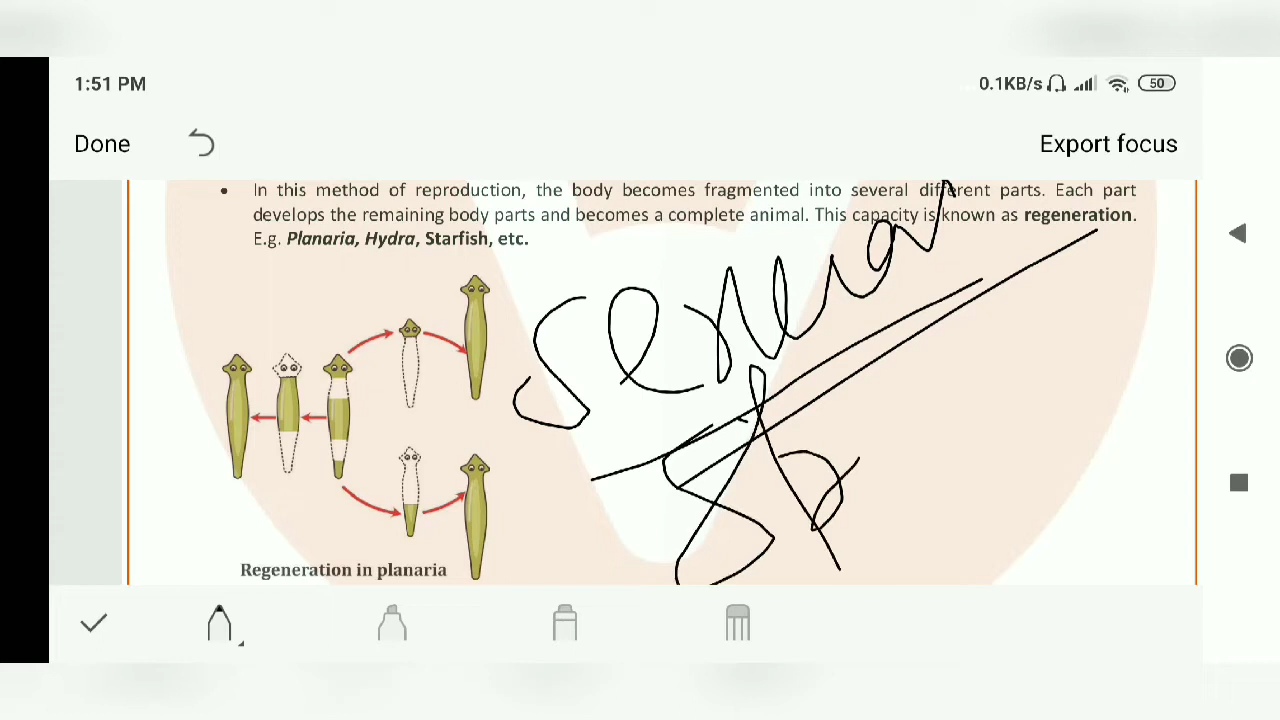 1:51 PM
0.1KB/s
50
Done
Export focus
• In this method of reproduction, the body becomes fragmented into several different parts. Each part
develops the remaining body parts and becomes a complete animal. This capacity is known as regeneration.
E.g. Planaria, Hydra, Starfish, etc.
Regeneration in planaria